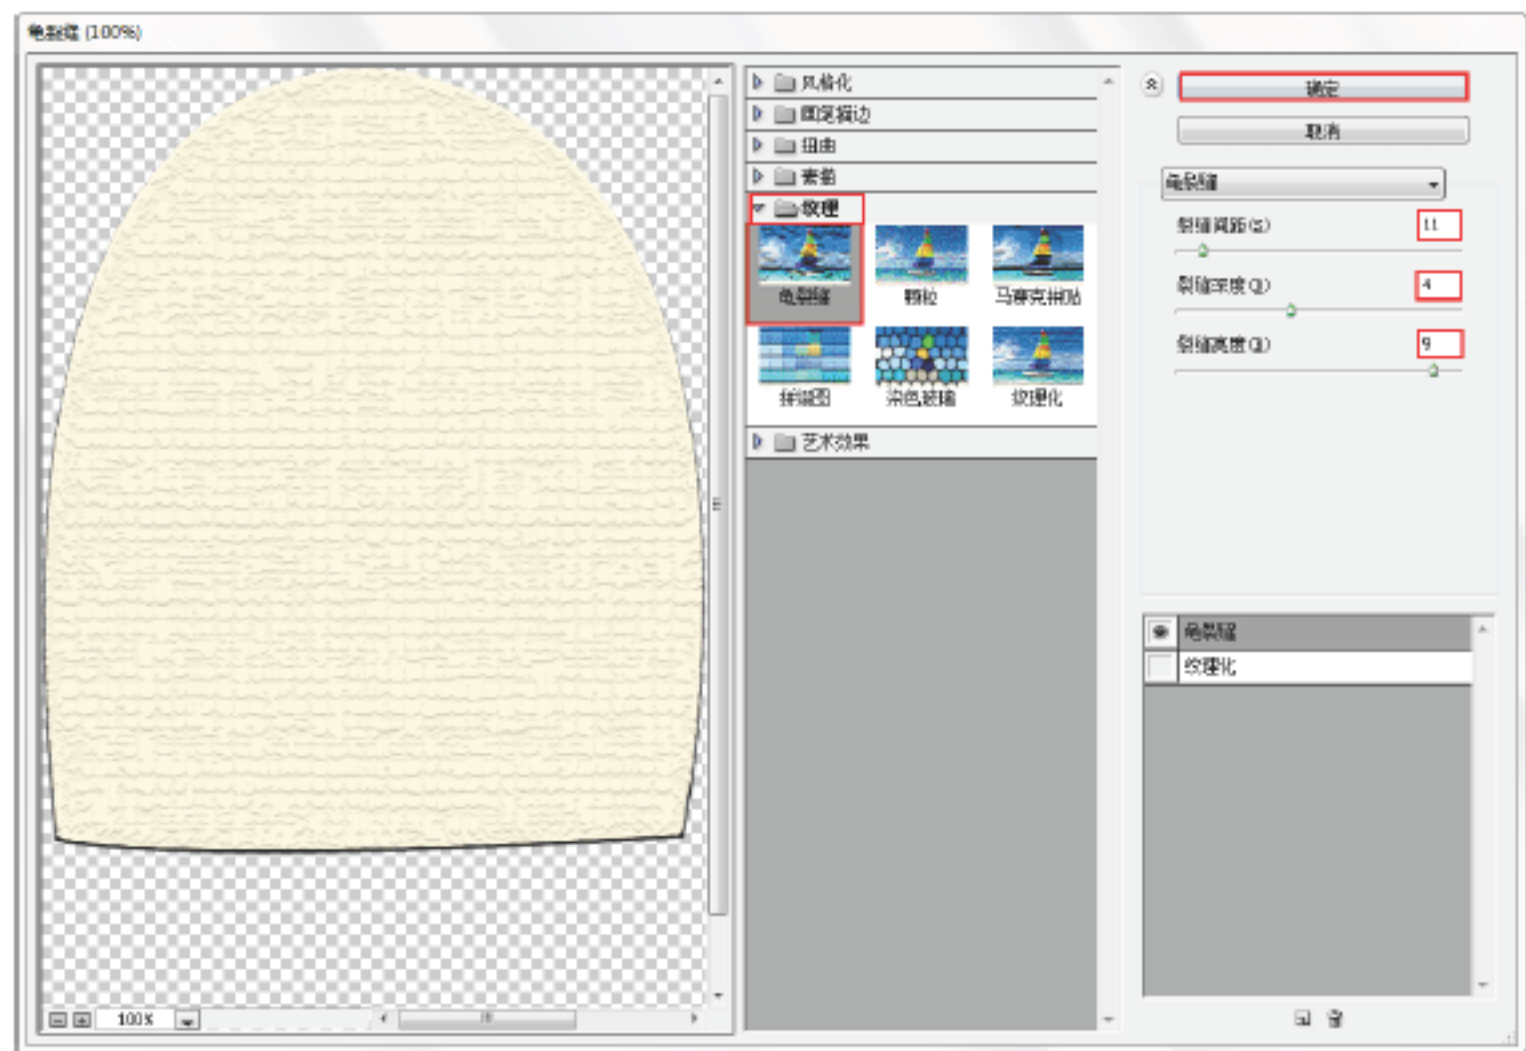 龟裂缝 (100%)
风格化
画笔描边
扭曲
素描
纹理
龟裂缝
颗粒
马赛克拼贴
拼缀图
染色玻璃
纹理化
艺术效果
100%
确定
取消
龟裂缝
裂缝间距(S)
11
裂缝深度(D)
4
裂缝亮度(B)
9
龟裂缝
纹理化